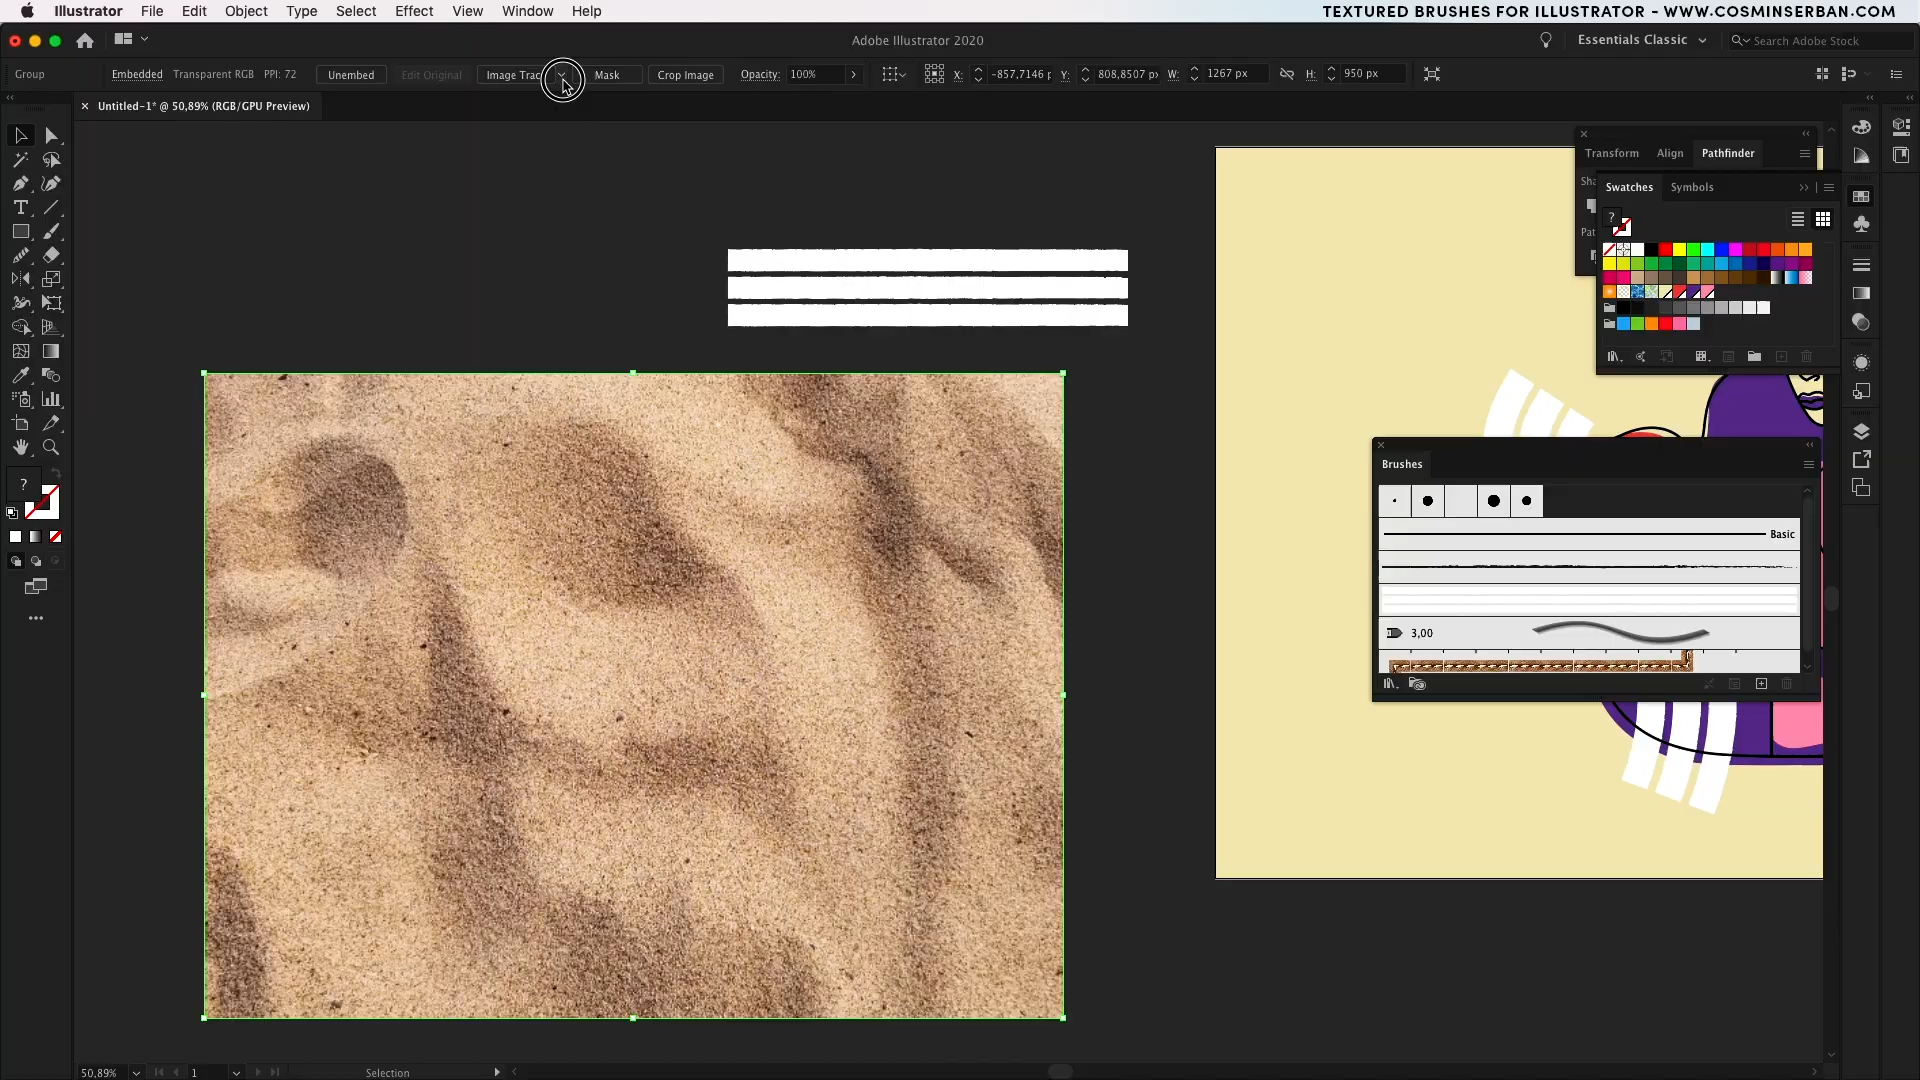 Illustrator File Edit Object Type Select Effect View Window Help
TEXTURED BRUSHES FOR ILLUSTRATOR - WWW.COSMINSERBAN.COM
Adobe Illustrator 2020
Essentials Classic
Search Adobe Stock
Group Embedded Transparent RGB PPI: 72 Unembed Edit Original Image Trac Mask Crop Image Opacity: 100% X: -857,7146 p Y: 808,8507 px W: 1267 px H: 950 px
× Untitled-1* @ 50,89% (RGB/GPU Preview)
Transform Align Pathfinder
Sha
Swatches Symbols
?
Pat
Brushes
?
Basic
3,00
50,89% 1 Selection